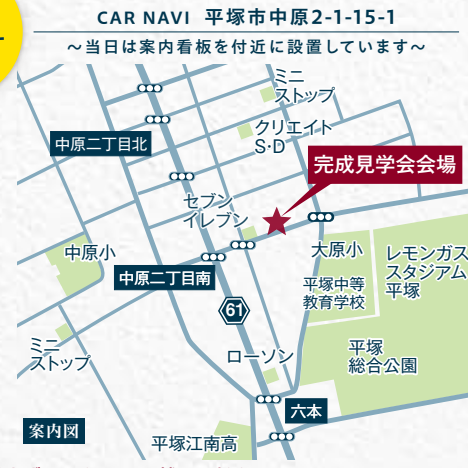 CAR NAVI 平塚市中原2-1-15-1
～当日は案内看板を付近に設置しています～
ミニ
ストップ
クリエイト
S・D
中原二丁目北
完成見学会会場
セブン
イレブン
中原小
大原小
レモンガス
スタジアム
平塚
中原二丁目南
平塚中等
教育学校
61
ミニ
ストップ
ローソン
平塚
総合公園
六本
案内図
平塚江南高